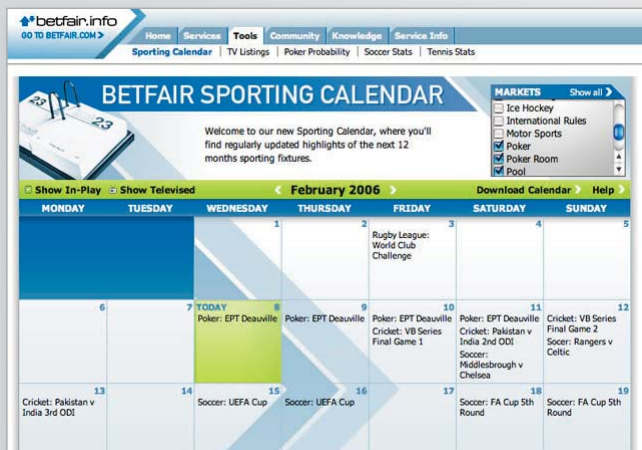 betfair.info
GO TO BETFAIR.COM >
Home Services Tools Community Knowledge Service Info
Sporting Calendar | TV Listings | Poker Probability | Soccer Stats | Tennis Stats
23
23
BETFAIR SPORTING CALENDAR
Welcome to our new Sporting Calendar, where you'll
find regularly updated highlights of the next 12
months sporting fixtures.
MARKETS Show all >
Ice Hockey
International Rules
Motor Sports
Poker
Poker Room
Pool
Show In-Play Show Televised < February 2006 > Download Calendar > Help >
MONDAY TUESDAY WEDNESDAY THURSDAY FRIDAY SATURDAY SUNDAY
1 2 3 4 5
Rugby League:
World Club
Challenge
6 7 TODAY 8 9 10 11 12
Poker: EPT Deauville Poker: EPT Deauville Poker: EPT Deauville Poker: EPT Deauville Cricket: VB Series
Cricket: VB Series Cricket: Pakistan v Final Game 2
Final Game 1 India 2nd ODI Soccer: Rangers v
Soccer: Celtic
Middlesbrough v
Chelsea
13 14 15 16 17 18 19
Cricket: Pakistan v Soccer: UEFA Cup Soccer: UEFA Cup Soccer: FA Cup 5th Soccer: FA Cup 5th
India 3rd ODI Round Round